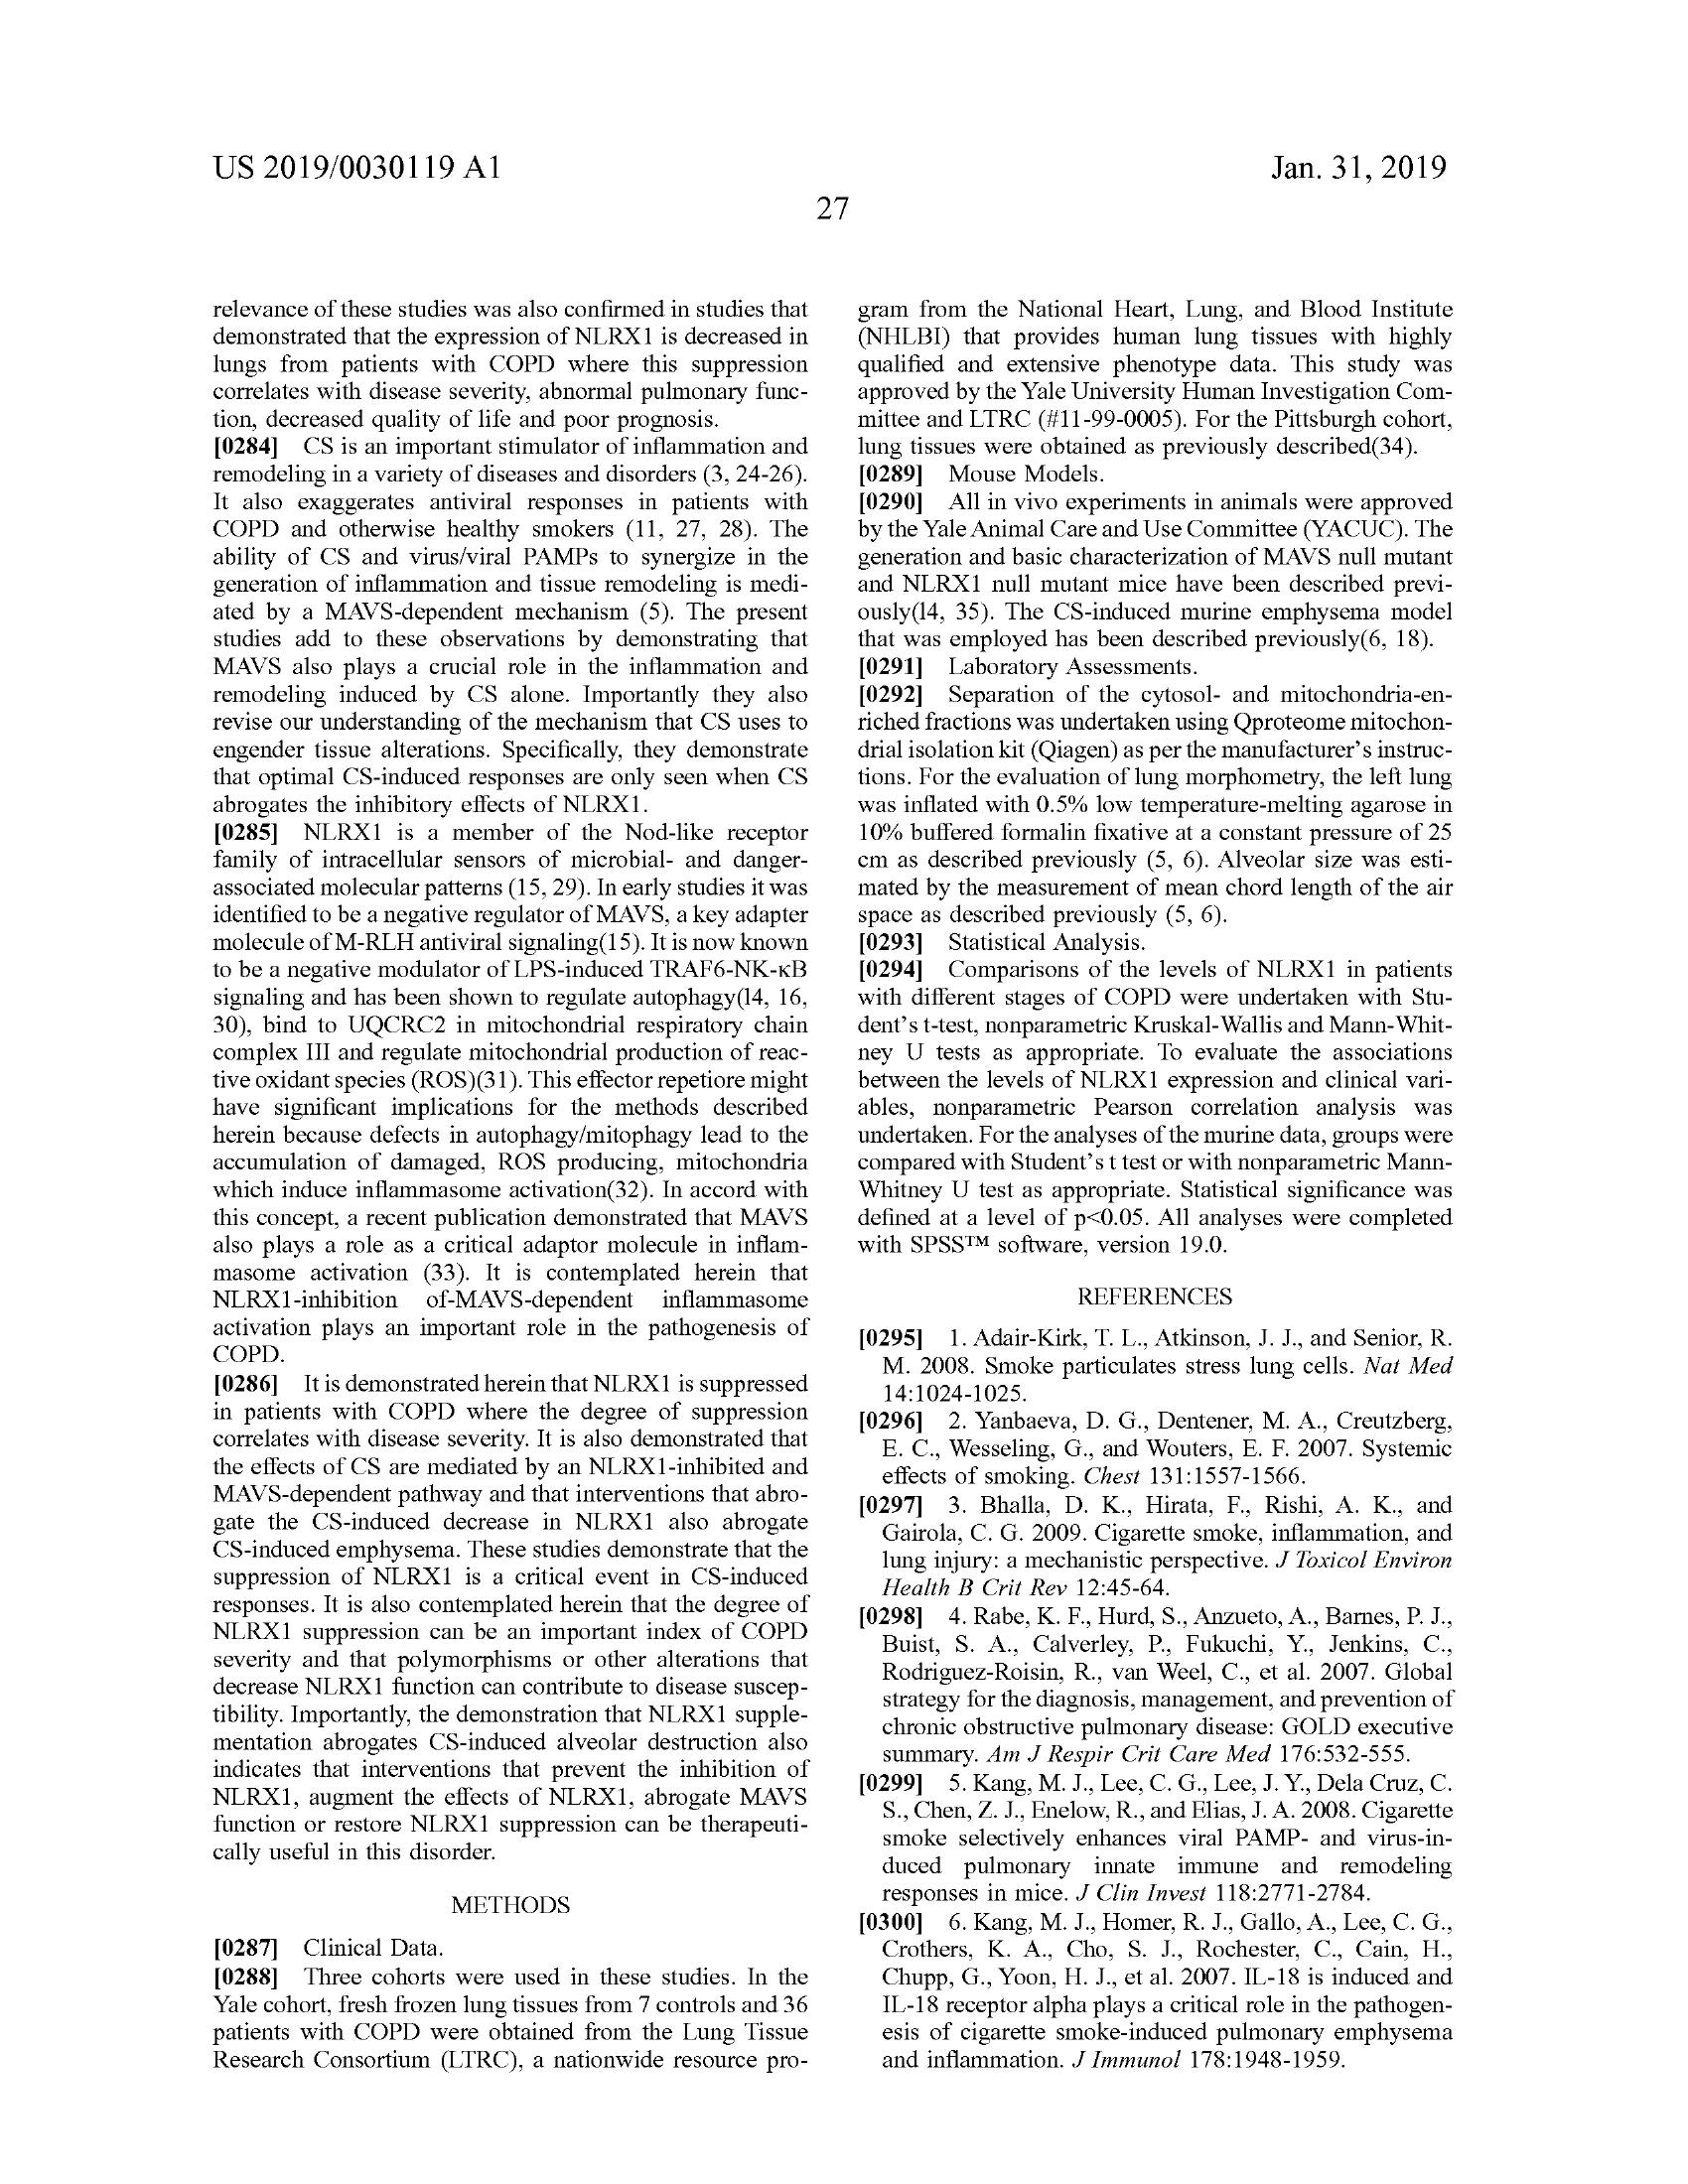 US 2019/0030119 A1
Jan. 31, 2019
27
relevance of these studies was also confirmed in studies that
demonstrated that the expression of NLRX1 is decreased in
lungs from patients with COPD where this suppression
correlates with disease severity, abnormal pulmonary func-
tion, decreased quality of life and poor prognosis.
[0284] CS is an important stimulator of inflammation and
remodeling in a variety of diseases and disorders (3, 24-26).
It also exaggerates antiviral responses in patients with
COPD and otherwise healthy smokers (11, 27, 28). The
ability of CS and virus/viral PAMPs to synergize in the
generation of inflammation and tissue remodeling is medi-
ated by a MAVS-dependent mechanism (5). The present
studies add to these observations by demonstrating that
MAVS also plays a crucial role in the inflammation and
remodeling induced by CS alone. Importantly they also
revise our understanding of the mechanism that CS uses to
engender tissue alterations. Specifically, they demonstrate
that optimal CS-induced responses are only seen when CS
abrogates the inhibitory effects of NLRX1.
[0285] NLRX1 is a member of the Nod-like receptor
family of intracellular sensors of microbial- and danger-
associated molecular patterns (15, 29). In early studies it was
identified to be a negative regulator of MAVS, a key adapter
molecule of M-RLH antiviral signaling(15). It is now known
to be a negative modulator of LPS-induced TRAF6-NK-κB
signaling and has been shown to regulate autophagy(14, 16,
30), bind to UQCRC2 in mitochondrial respiratory chain
complex III and regulate mitochondrial production of reac-
tive oxidant species (ROS)(31). This effector repetiore might
have significant implications for the methods described
herein because defects in autophagy/mitophagy lead to the
accumulation of damaged, ROS producing, mitochondria
which induce inflammasome activation(32). In accord with
this concept, a recent publication demonstrated that MAVS
also plays a role as a critical adaptor molecule in inflam-
masome activation (33). It is contemplated herein that
NLRX1-inhibition of-MAVS-dependent inflammasome
activation plays an important role in the pathogenesis of
COPD.
[0286] It is demonstrated herein that NLRX1 is suppressed
in patients with COPD where the degree of suppression
correlates with disease severity. It is also demonstrated that
the effects of CS are mediated by an NLRX1-inhibited and
MAVS-dependent pathway and that interventions that abro-
gate the CS-induced decrease in NLRX1 also abrogate
CS-induced emphysema. These studies demonstrate that the
suppression of NLRX1 is a critical event in CS-induced
responses. It is also contemplated herein that the degree of
NLRX1 suppression can be an important index of COPD
severity and that polymorphisms or other alterations that
decrease NLRX1 function can contribute to disease suscep-
tibility. Importantly, the demonstration that NLRX1 supple-
mentation abrogates CS-induced alveolar destruction also
indicates that interventions that prevent the inhibition of
NLRX1, augment the effects of NLRX1, abrogate MAVS
function or restore NLRX1 suppression can be therapeuti-
cally useful in this disorder.
METHODS
[0287] Clinical Data.
[0288] Three cohorts were used in these studies. In the
Yale cohort, fresh frozen lung tissues from 7 controls and 36
patients with COPD were obtained from the Lung Tissue
Research Consortium (LTRC), a nationwide resource pro-
gram from the National Heart, Lung, and Blood Institute
(NHLBI) that provides human lung tissues with highly
qualified and extensive phenotype data. This study was
approved by the Yale University Human Investigation Com-
mittee and LTRC (#11-99-0005). For the Pittsburgh cohort,
lung tissues were obtained as previously described(34).
[0289] Mouse Models.
[0290] All in vivo experiments in animals were approved
by the Yale Animal Care and Use Committee (YACUC). The
generation and basic characterization of MAVS null mutant
and NLRX1 null mutant mice have been described previ-
ously(14, 35). The CS-induced murine emphysema model
that was employed has been described previously(6, 18).
[0291] Laboratory Assessments.
[0292] Separation of the cytosol- and mitochondria-en-
riched fractions was undertaken using Qproteome mitochon-
drial isolation kit (Qiagen) as per the manufacturer's instruc-
tions. For the evaluation of lung morphometry, the left lung
was inflated with 0.5% low temperature-melting agarose in
10% buffered formalin fixative at a constant pressure of 25
cm as described previously (5, 6). Alveolar size was esti-
mated by the measurement of mean chord length of the air
space as described previously (5, 6).
[0293] Statistical Analysis.
[0294] Comparisons of the levels of NLRX1 in patients
with different stages of COPD were undertaken with Stu-
dent's t-test, nonparametric Kruskal-Wallis and Mann-Whit-
ney U tests as appropriate. To evaluate the associations
between the levels of NLRX1 expression and clinical vari-
ables, nonparametric Pearson correlation analysis was
undertaken. For the analyses of the murine data, groups were
compared with Student's t test or with nonparametric Mann-
Whitney U test as appropriate. Statistical significance was
defined at a level of p<0.05. All analyses were completed
with SPSS™ software, version 19.0.
REFERENCES
[0295] 1. Adair-Kirk, T. L., Atkinson, J. J., and Senior, R.
M. 2008. Smoke particulates stress lung cells. Nat Med
14:1024-1025.
[0296] 2. Yanbaeva, D. G., Dentener, M. A., Creutzberg,
E. C., Wesseling, G., and Wouters, E. F. 2007. Systemic
effects of smoking. Chest 131:1557-1566.
[0297] 3. Bhalla, D. K., Hirata, F., Rishi, A. K., and
Gairola, C. G. 2009. Cigarette smoke, inflammation, and
lung injury: a mechanistic perspective. J Toxicol Environ
Health B Crit Rev 12:45-64.
[0298] 4. Rabe, K. F., Hurd, S., Anzueto, A., Barnes, P. J.,
Buist, S. A., Calverley, P., Fukuchi, Y., Jenkins, C.,
Rodriguez-Roisin, R., van Weel, C., et al. 2007. Global
strategy for the diagnosis, management, and prevention of
chronic obstructive pulmonary disease: GOLD executive
summary. Am J Respir Crit Care Med 176:532-555.
[0299] 5. Kang, M. J., Lee, C. G., Lee, J. Y., Dela Cruz, C.
S., Chen, Z. J., Enelow, R., and Elias, J. A. 2008. Cigarette
smoke selectively enhances viral PAMP- and virus-in-
duced pulmonary innate immune and remodeling
responses in mice. J Clin Invest 118:2771-2784.
[0300] 6. Kang, M. J., Homer, R. J., Gallo, A., Lee, C. G.,
Crothers, K. A., Cho, S. J., Rochester, C., Cain, H.,
Chupp, G., Yoon, H. J., et al. 2007. IL-18 is induced and
IL-18 receptor alpha plays a critical role in the pathogen-
esis of cigarette smoke-induced pulmonary emphysema
and inflammation. J Immunol 178:1948-1959.